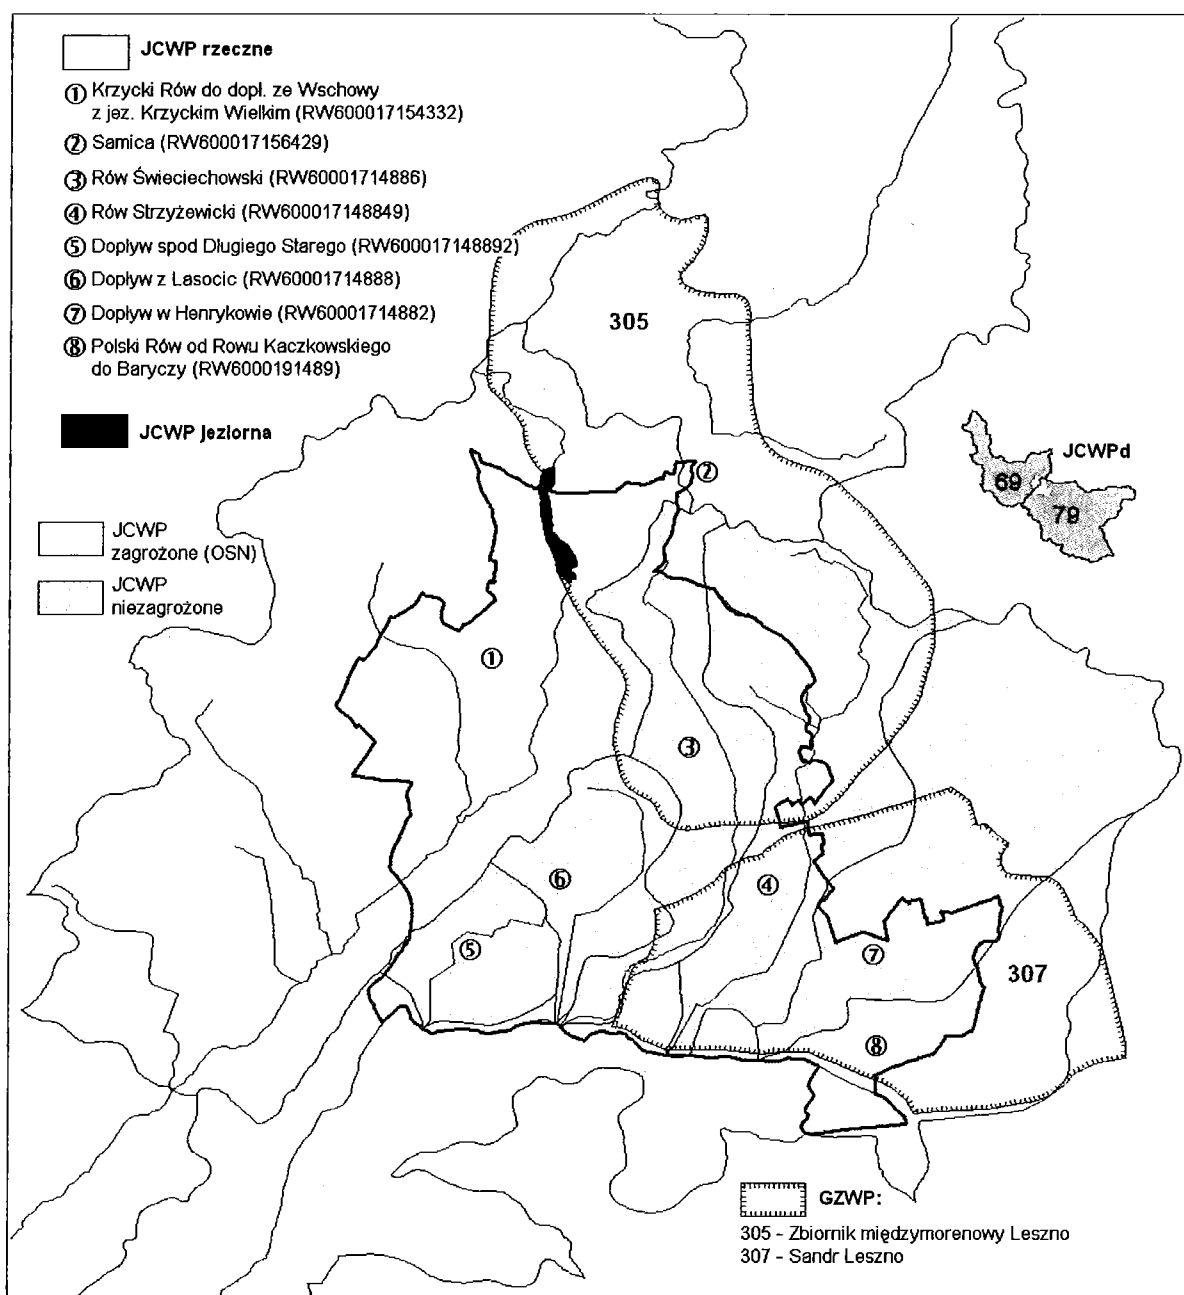 JCWP rzeczne
① Krzycki Rów do dopł. ze Wschowy
z jez. Krzyckim Wielkim (RW600017154332)
② Samica (RW600017156429)
③ Rów Święciechowski (RW60001714886)
④ Rów Strzyżewicki (RW600017148849)
⑤ Dopływ spod Długiego Starego (RW600017148892)
⑥ Dopływ z Lasocic (RW60001714888)
⑦ Dopływ w Henrykowie (RW60001714882)
⑧ Polski Rów od Rowu Kaczkowskiego
do Baryczy (RW6000191489)
JCWP jeziorna
JCWP
zagrożone (OSN)
JCWP
niezagrożone
305
②
JCWPd
69
79
①
③
⑥
④
⑤
⑦
307
⑧
GZWP:
305 - Zbiornik międzymorenowy Leszno
307 - Sandr Leszno